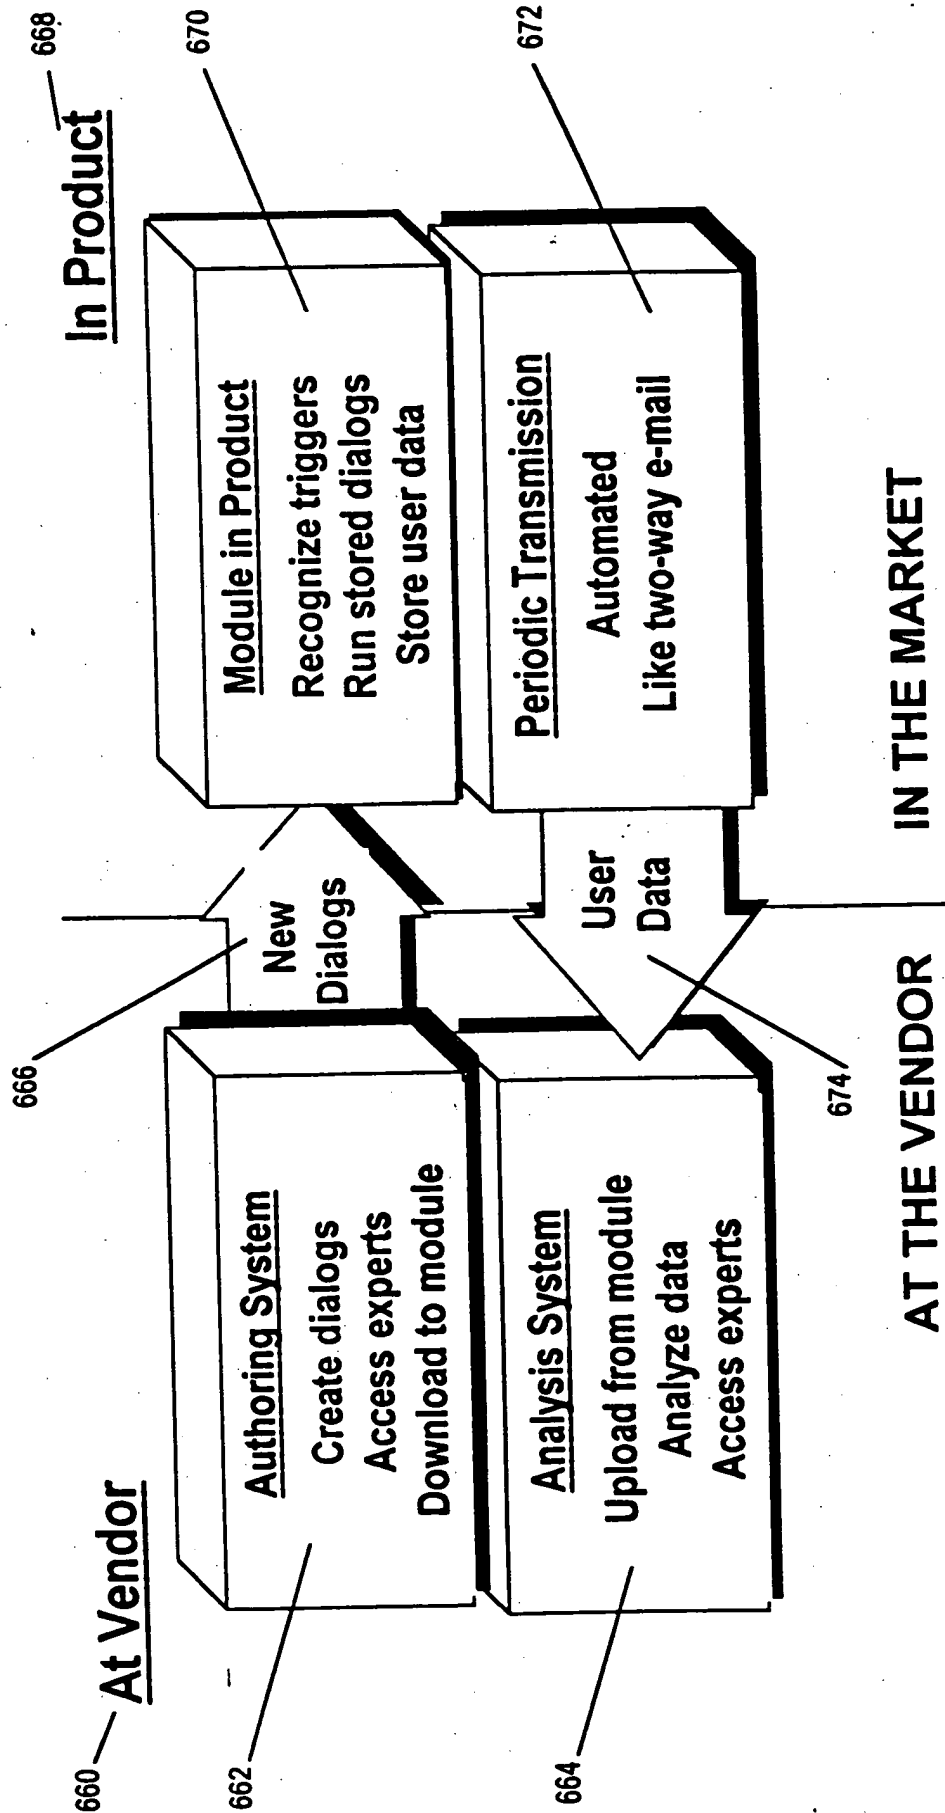 660
At Vendor
668
In Product
662
Authoring System
Create dialogs
Access experts
Download to module
666
New
Dialogs
670
Module in Product
Recognize triggers
Run stored dialogs
Store user data
664
Analysis System
Upload from module
Analyze data
Access experts
674
User
Data
672
Periodic Transmission
Automated
Like two-way e-mail
AT THE VENDOR
IN THE MARKET